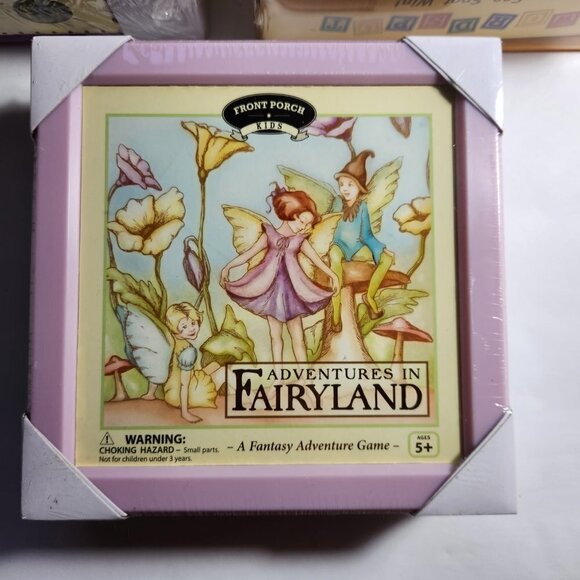 FRONT PORCH
KIDS
ADVENTURES IN
FAIRYLAND
WARNING:
CHOKING HAZARD – Small parts.
Not for children under 3 years.
– A Fantasy Adventure Game –
AGES
5+